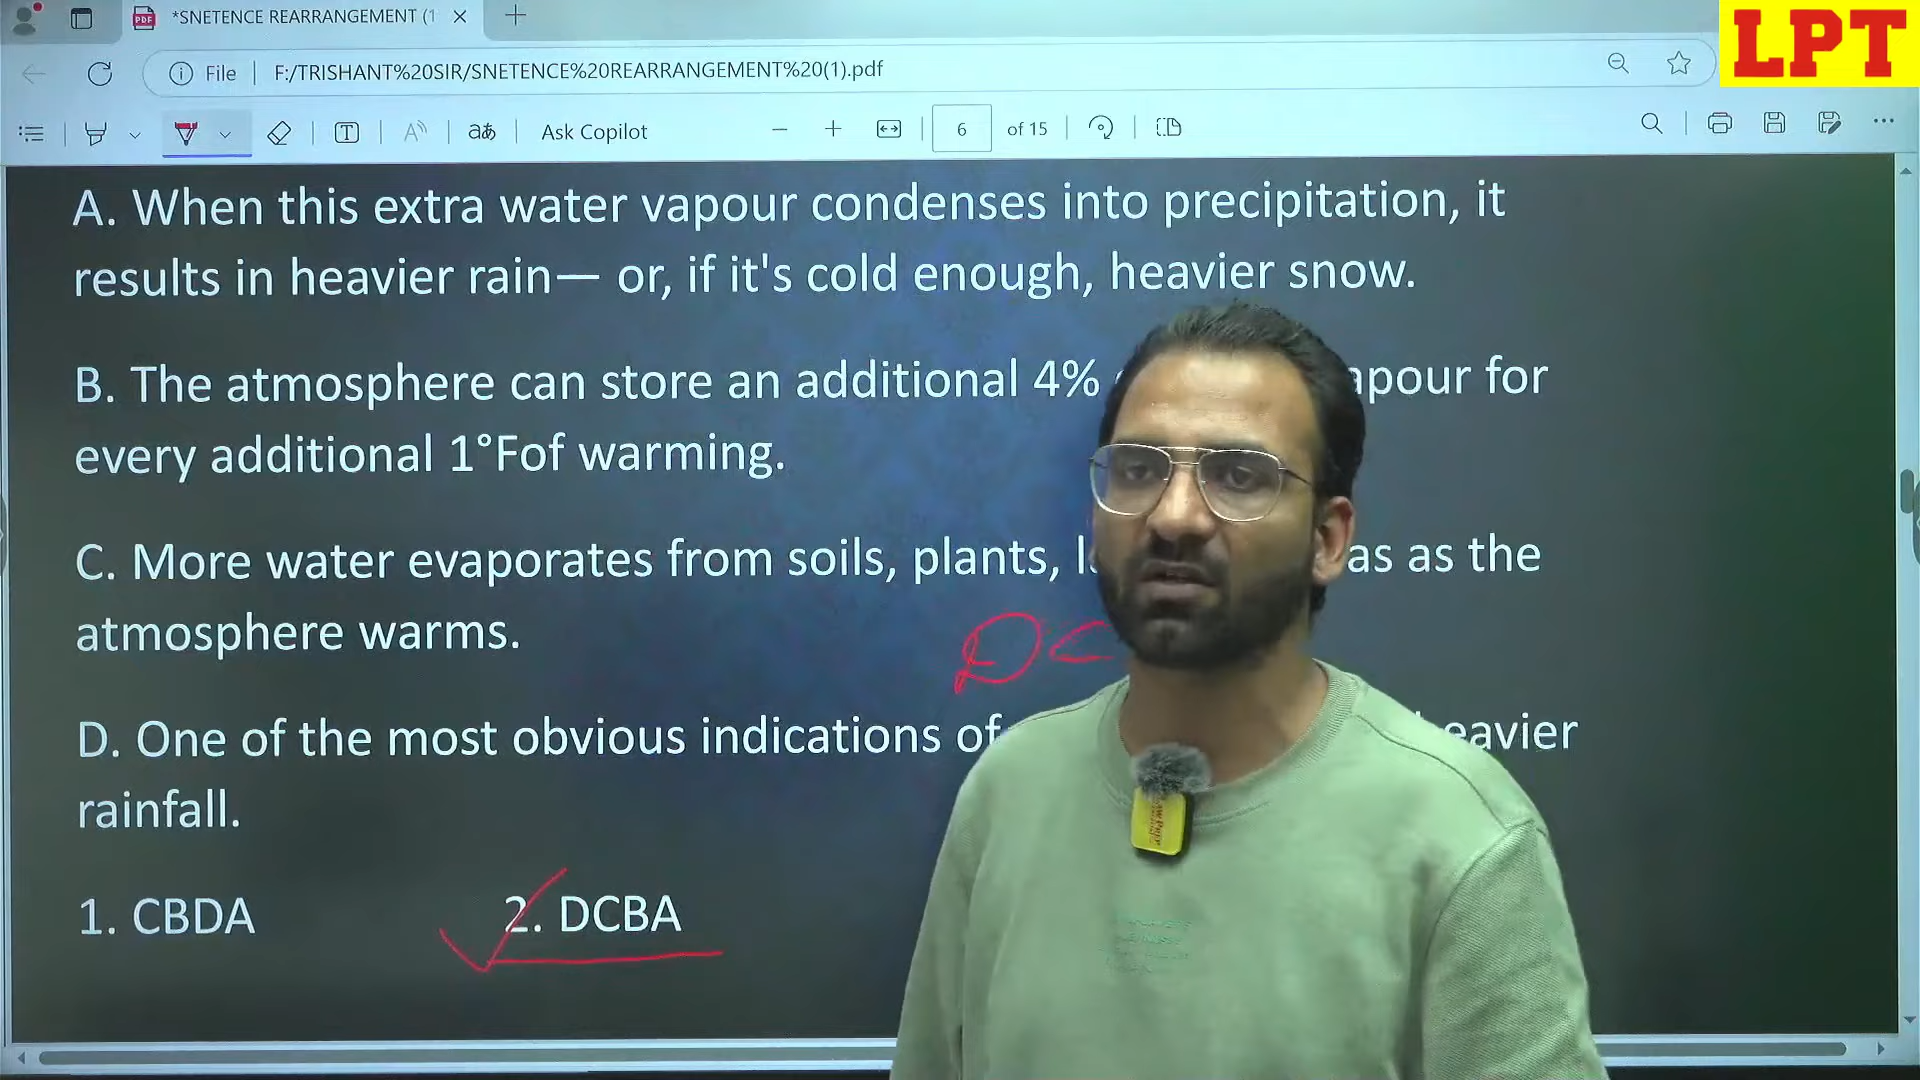 *SNETENCE REARRANGEMENT (1
LPT
File F:/TRISHANT%20SIR/SNETENCE%20REARRANGEMENT%20(1).pdf
Ask Copilot 6 of 15
A. When this extra water vapour condenses into precipitation, it
results in heavier rain— or, if it's cold enough, heavier snow.
B. The atmosphere can store an additional 4% apour for
every additional 1°Fof warming.
C. More water evaporates from soils, plants, as as the
atmosphere warms.
DC
D. One of the most obvious indications of eavier
rainfall.
1. CBDA 2. DCBA